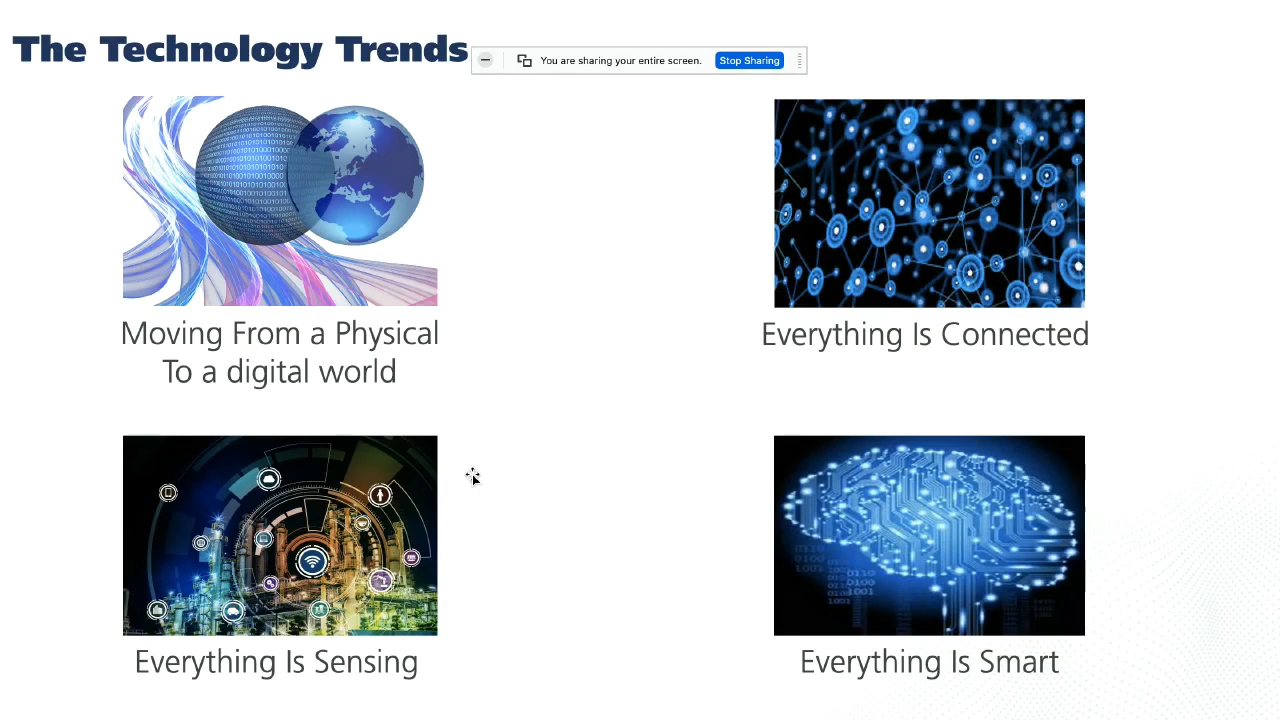 The Technology Trends
You are sharing your entire screen.
Stop Sharing
Moving From a Physical
To a digital world
Everything Is Connected
Everything Is Sensing
Everything Is Smart